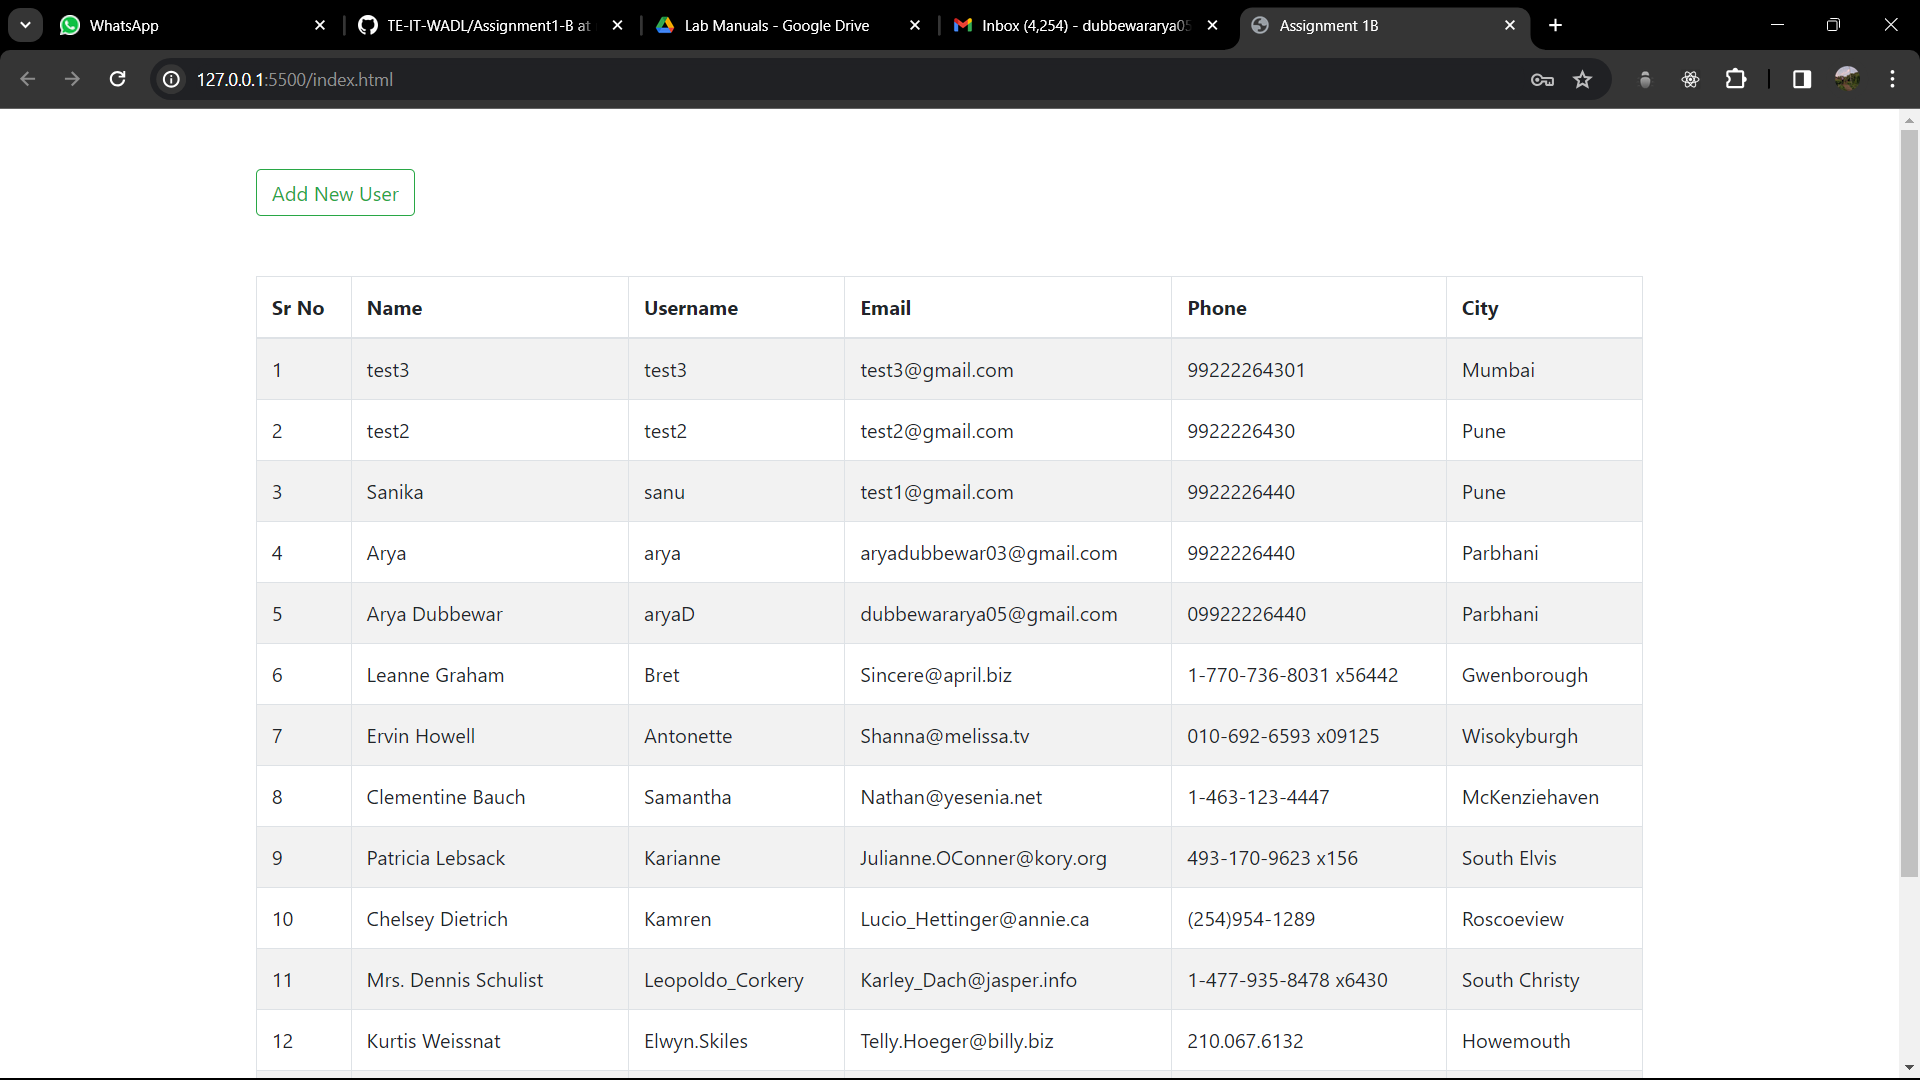 WhatsApp TE-IT-WADL/Assignment1-B at Lab Manuals - Google Drive Inbox (4,254) - dubbewararya05 Assignment 1B
127.0.0.1:5500/index.html
Add New User
Sr No Name Username Email Phone City
1 test3 test3 test3@gmail.com 99222264301 Mumbai
2 test2 test2 test2@gmail.com 9922226430 Pune
3 Sanika sanu test1@gmail.com 9922226440 Pune
4 Arya arya aryadubbewar03@gmail.com 9922226440 Parbhani
5 Arya Dubbewar aryaD dubbewararya05@gmail.com 09922226440 Parbhani
6 Leanne Graham Bret Sincere@april.biz 1-770-736-8031 x56442 Gwenborough
7 Ervin Howell Antonette Shanna@melissa.tv 010-692-6593 x09125 Wisokyburgh
8 Clementine Bauch Samantha Nathan@yesenia.net 1-463-123-4447 McKenziehaven
9 Patricia Lebsack Karianne Julianne.OConner@kory.org 493-170-9623 x156 South Elvis
10 Chelsey Dietrich Kamren Lucio_Hettinger@annie.ca (254)954-1289 Roscoeview
11 Mrs. Dennis Schulist Leopoldo_Corkery Karley_Dach@jasper.info 1-477-935-8478 x6430 South Christy
12 Kurtis Weissnat Elwyn.Skiles Telly.Hoeger@billy.biz 210.067.6132 Howemouth